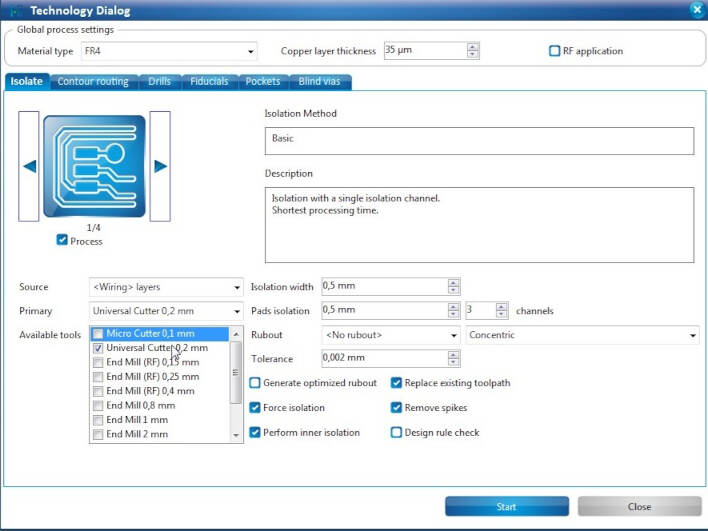 Technology Dialog
Global process settings
Material type FR4 Copper layer thickness 35 µm RF application
Isolate Contour routing Drills Fiducials Pockets Blind vias
Isolation Method
Basic
Description
Isolation with a single isolation channel.
Shortest processing time.
1/4
Process
Source <Wiring> layers Isolation width 0,5 mm
Primary Universal Cutter 0,2 mm Pads isolation 0,5 mm 3 channels
Available tools Micro Cutter 0,1 mm Rubout <No rubout> Concentric
Universal Cutter 0,2 mm
End Mill (RF) 0,15 mm Tolerance 0,002 mm
End Mill (RF) 0,25 mm Generate optimized rubout Replace existing toolpath
End Mill (RF) 0,4 mm
End Mill 0,8 mm Force isolation Remove spikes
End Mill 1 mm
End Mill 2 mm Perform inner isolation Design rule check
Start Close